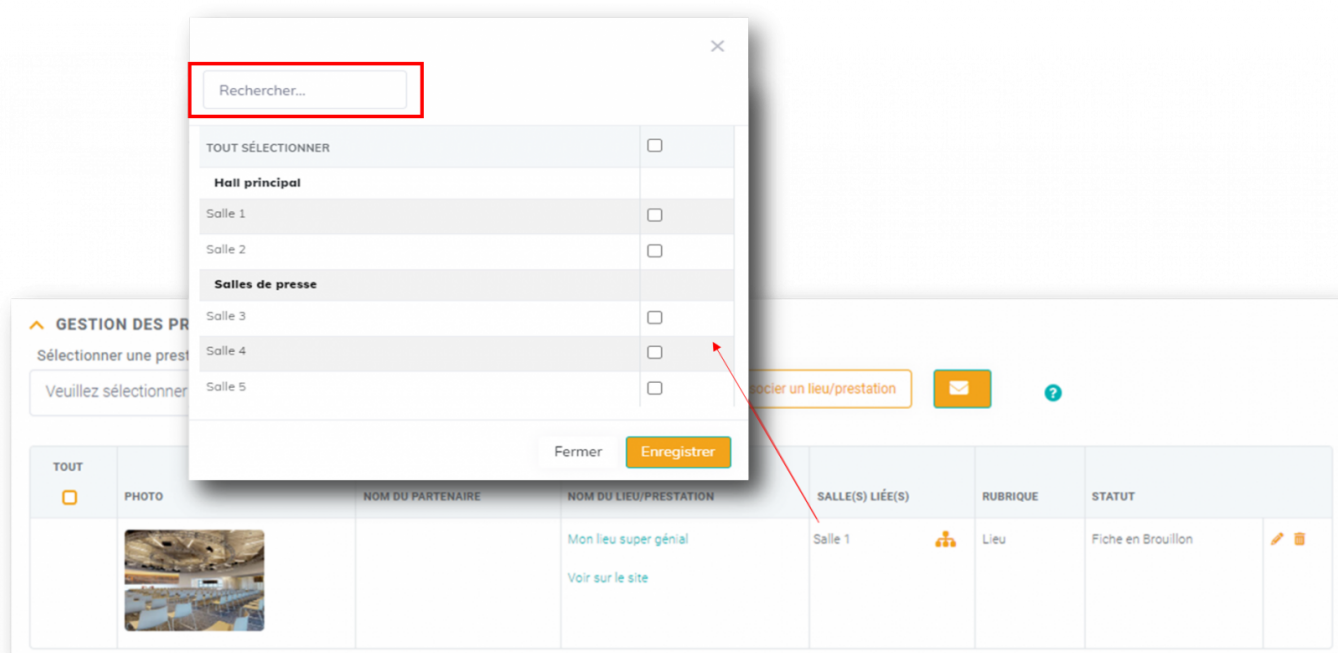 ×
Rechercher...
TOUT SÉLECTIONNER
Hall principal
Salle 1
Salle 2
Salles de presse
Salle 3
Salle 4
Salle 5
Fermer
Enregistrer
GESTION DES PR
Sélectionner une prest
Veuillez sélectionner
ocier un lieu/prestation
?
TOUT
PHOTO
NOM DU PARTENAIRE
NOM DU LIEU/PRESTATION
SALLE(S) LIÉE(S)
RUBRIQUE
STATUT
Mon lieu super génial
Voir sur le site
Salle 1
Lieu
Fiche en Brouillon